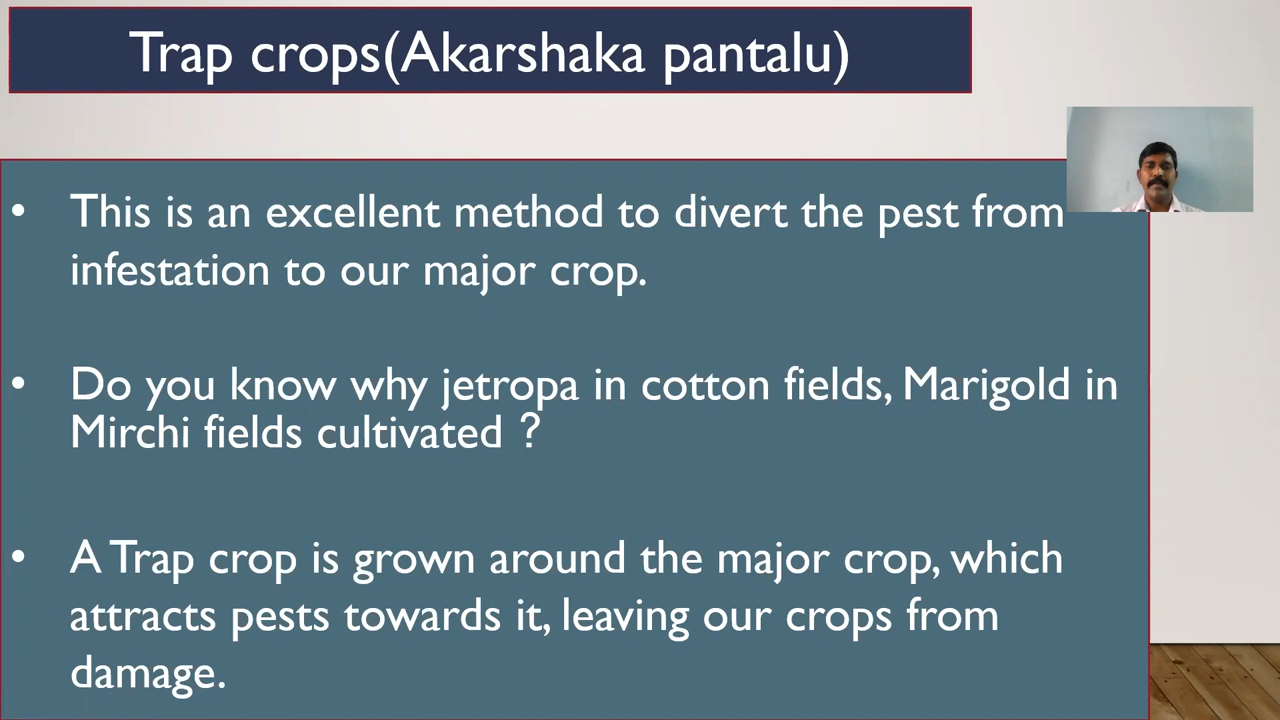 Trap crops(Akarshaka pantalu)
• This is an excellent method to divert the pest from
infestation to our major crop.
• Do you know why jetropa in cotton fields, Marigold in
Mirchi fields cultivated ?
• A Trap crop is grown around the major crop, which
attracts pests towards it, leaving our crops from
damage.